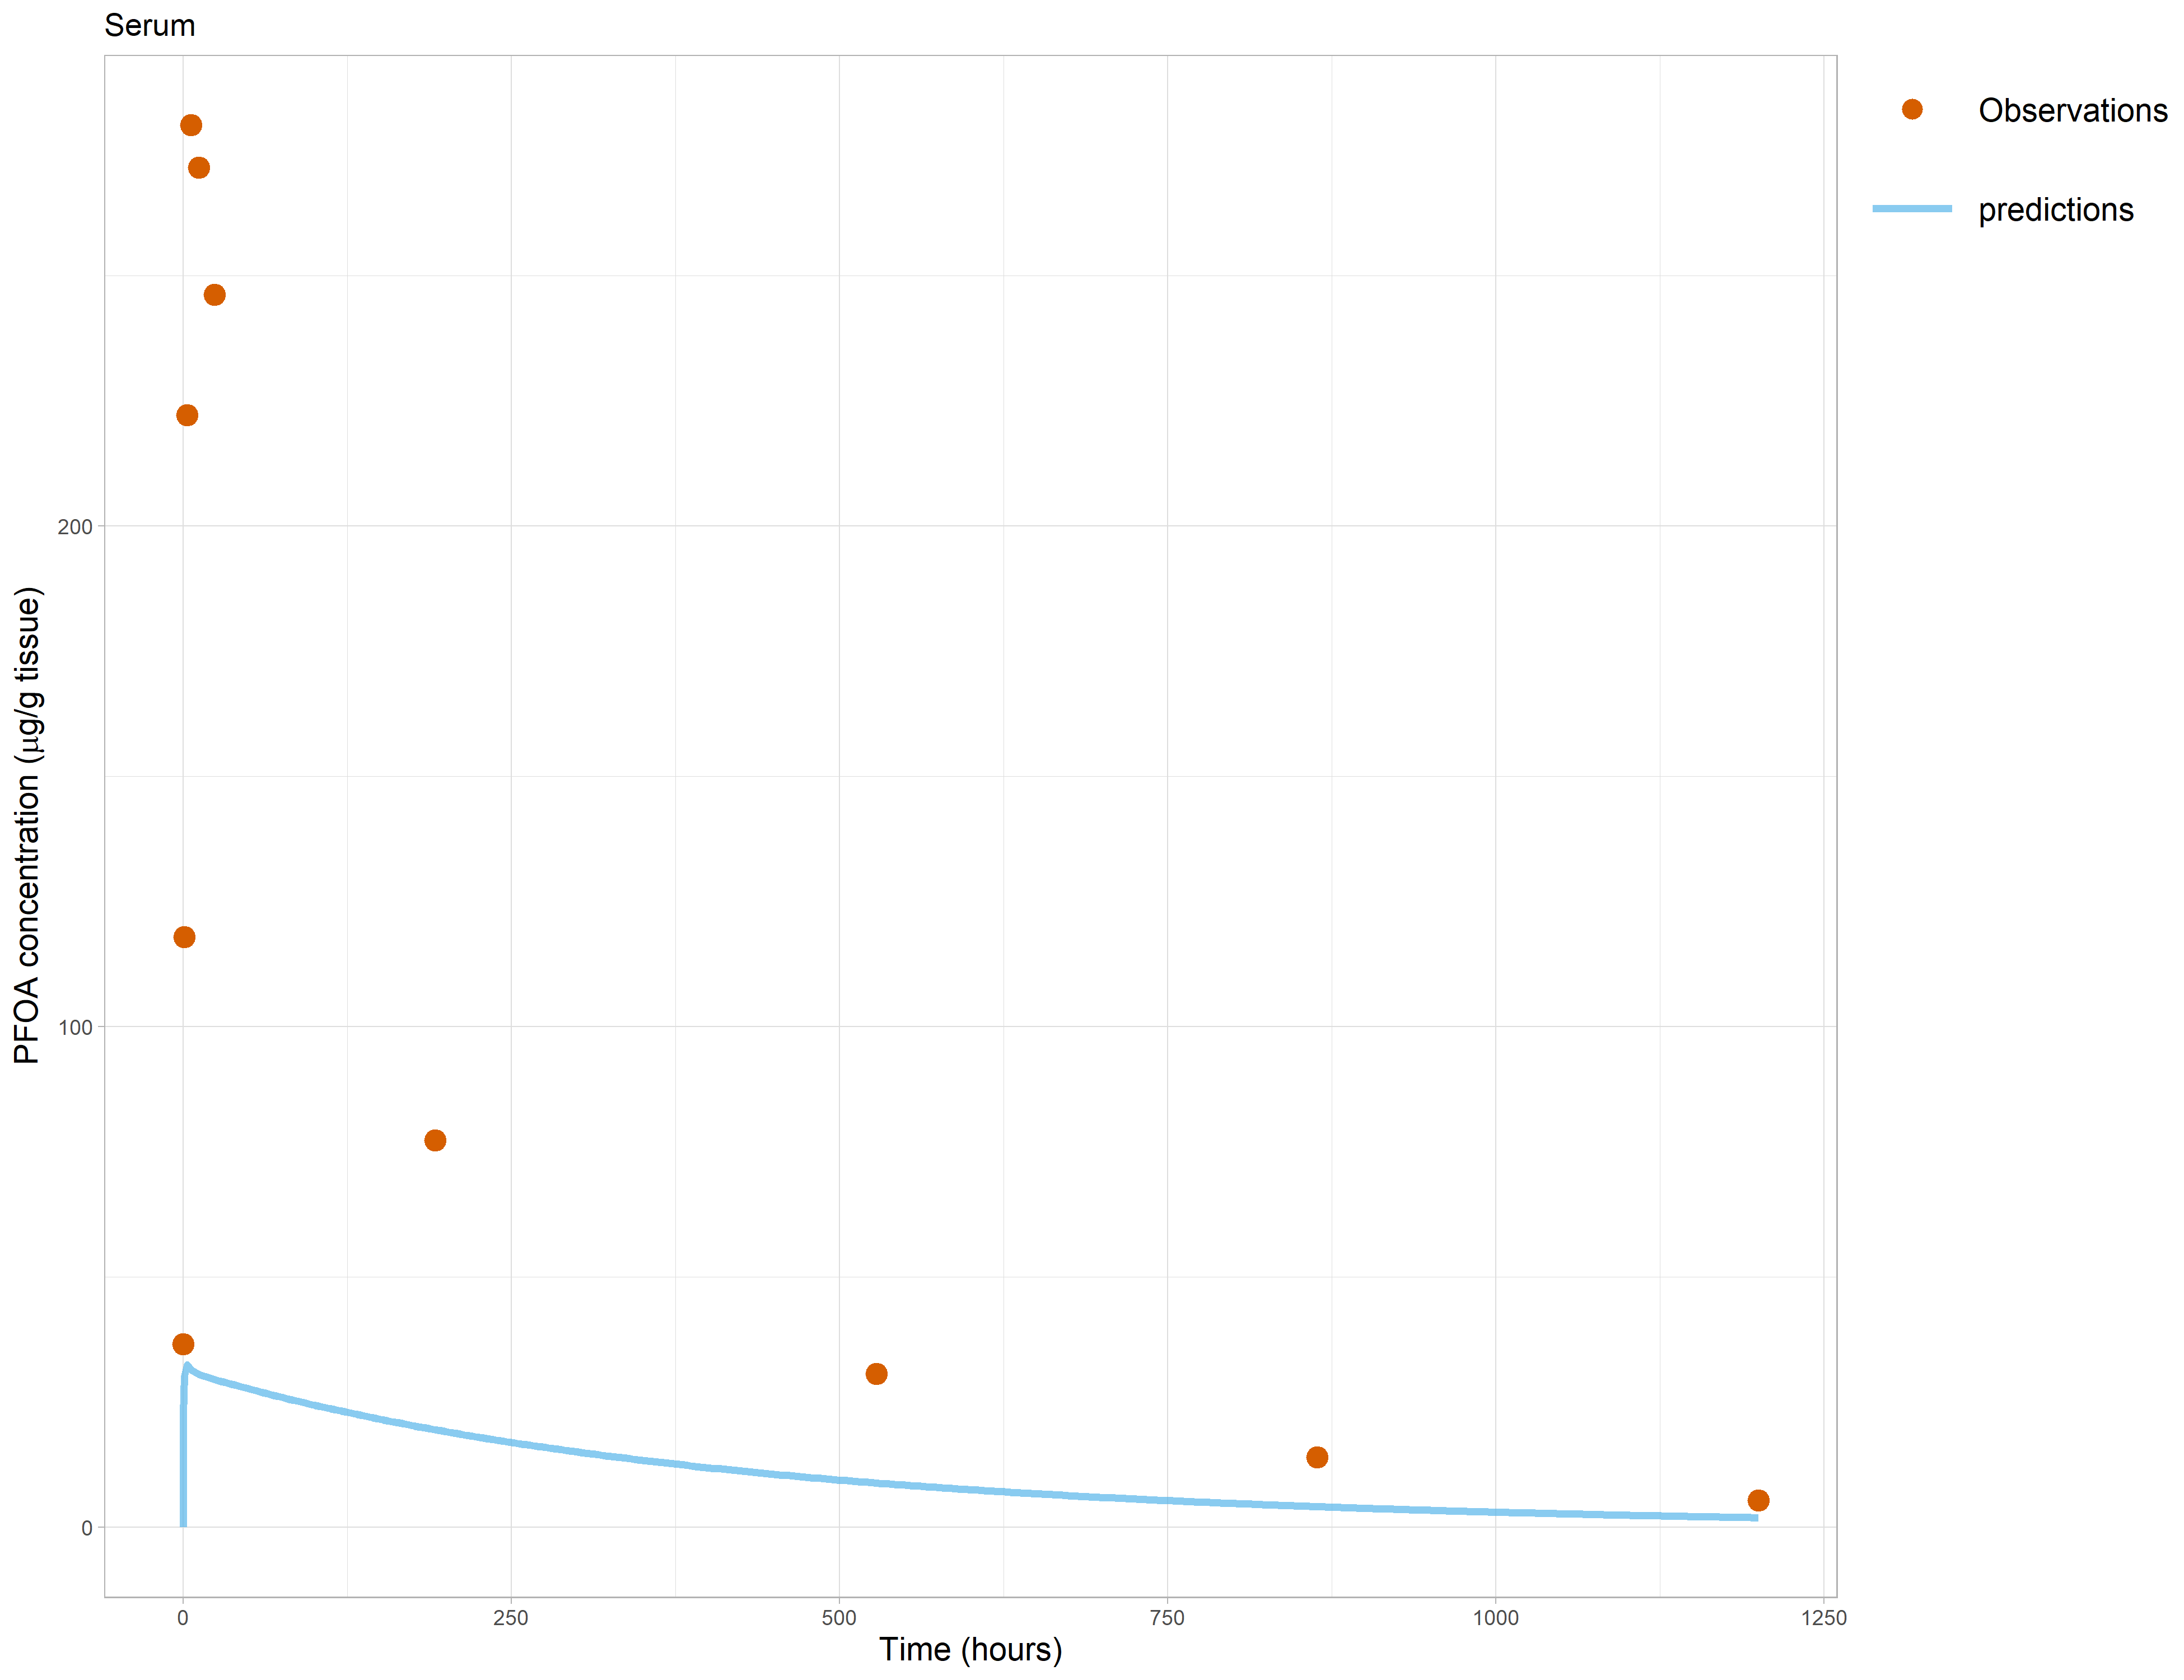 Serum
Observations
predictions
PFOA concentration (μg/g tissue)
200
100
0
0 250 500 750 1000 1250
Time (hours)